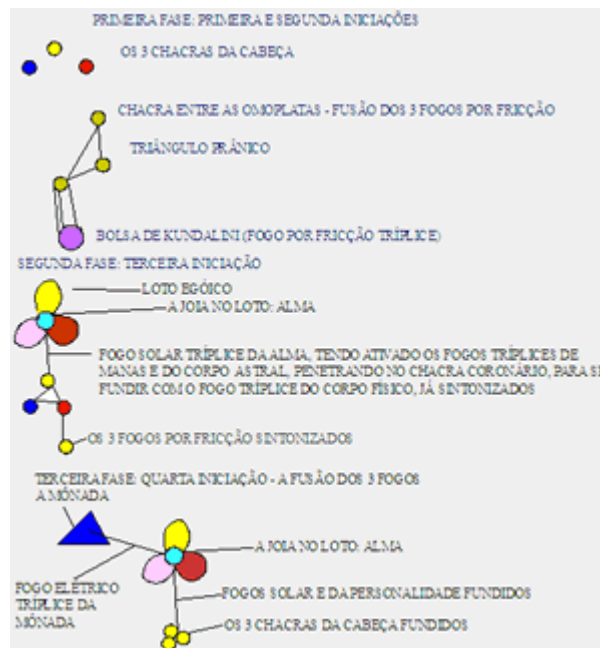 PRIMEIRA FASE: PRIMEIRA E SEGUNDA INICIAÇÕES
OS 3 CHACRAS DA CABEÇA
CHACRA ENTRE AS OMOPLATAS - FUSÃO DOS 3 FOGOS POR FRICÇÃO
TRIÂNGULO PRÂNICO
BOLSA DE KUNDALINI (FOGO POR FRICÇÃO TRÍPLICE)
SEGUNDA FASE: TERCEIRA INICIAÇÃO
LOTO EGÓICO
A JOIA NO LOTO: ALMA
FOGO SOLAR TRÍPLICE DA ALMA, TENDO ATIVADO OS FOGOS TRÍPLICES DE
MANAS E DO CORPO ASTRAL, PENETRANDO NO CHACRA CORONÁRIO, PARA SE
FUNDIR COM O FOGO TRÍPLICE DO CORPO FÍSICO, JÁ SINTONIZADOS
OS 3 FOGOS POR FRICÇÃO SINTONIZADOS
TERCEIRA FASE: QUARTA INICIAÇÃO - A FUSÃO DOS 3 FOGOS
A MÔNADA
A JOIA NO LOTO: ALMA
FOGO ELÉTRICO
TRÍPLICE DA
MÔNADA
FOGOS SOLAR E DA PERSONALIDADE FUNDIDOS
OS 3 CHACRAS DA CABEÇA FUNDIDOS